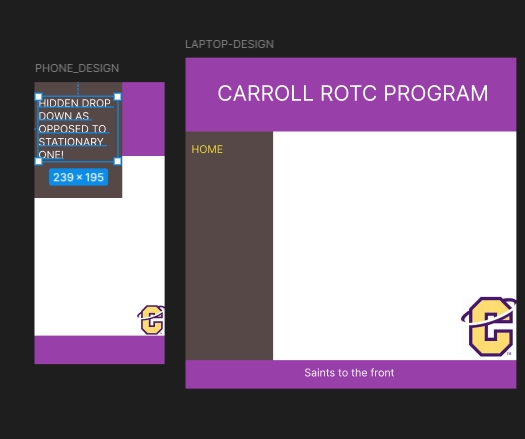 LAPTOP-DESIGN
PHONE_DESIGN
HIDDEN DROP
DOWN AS
OPPOSED TO
STATIONARY
ONE!
239 × 195
CARROLL ROTC PROGRAM
HOME
C
C
Saints to the front